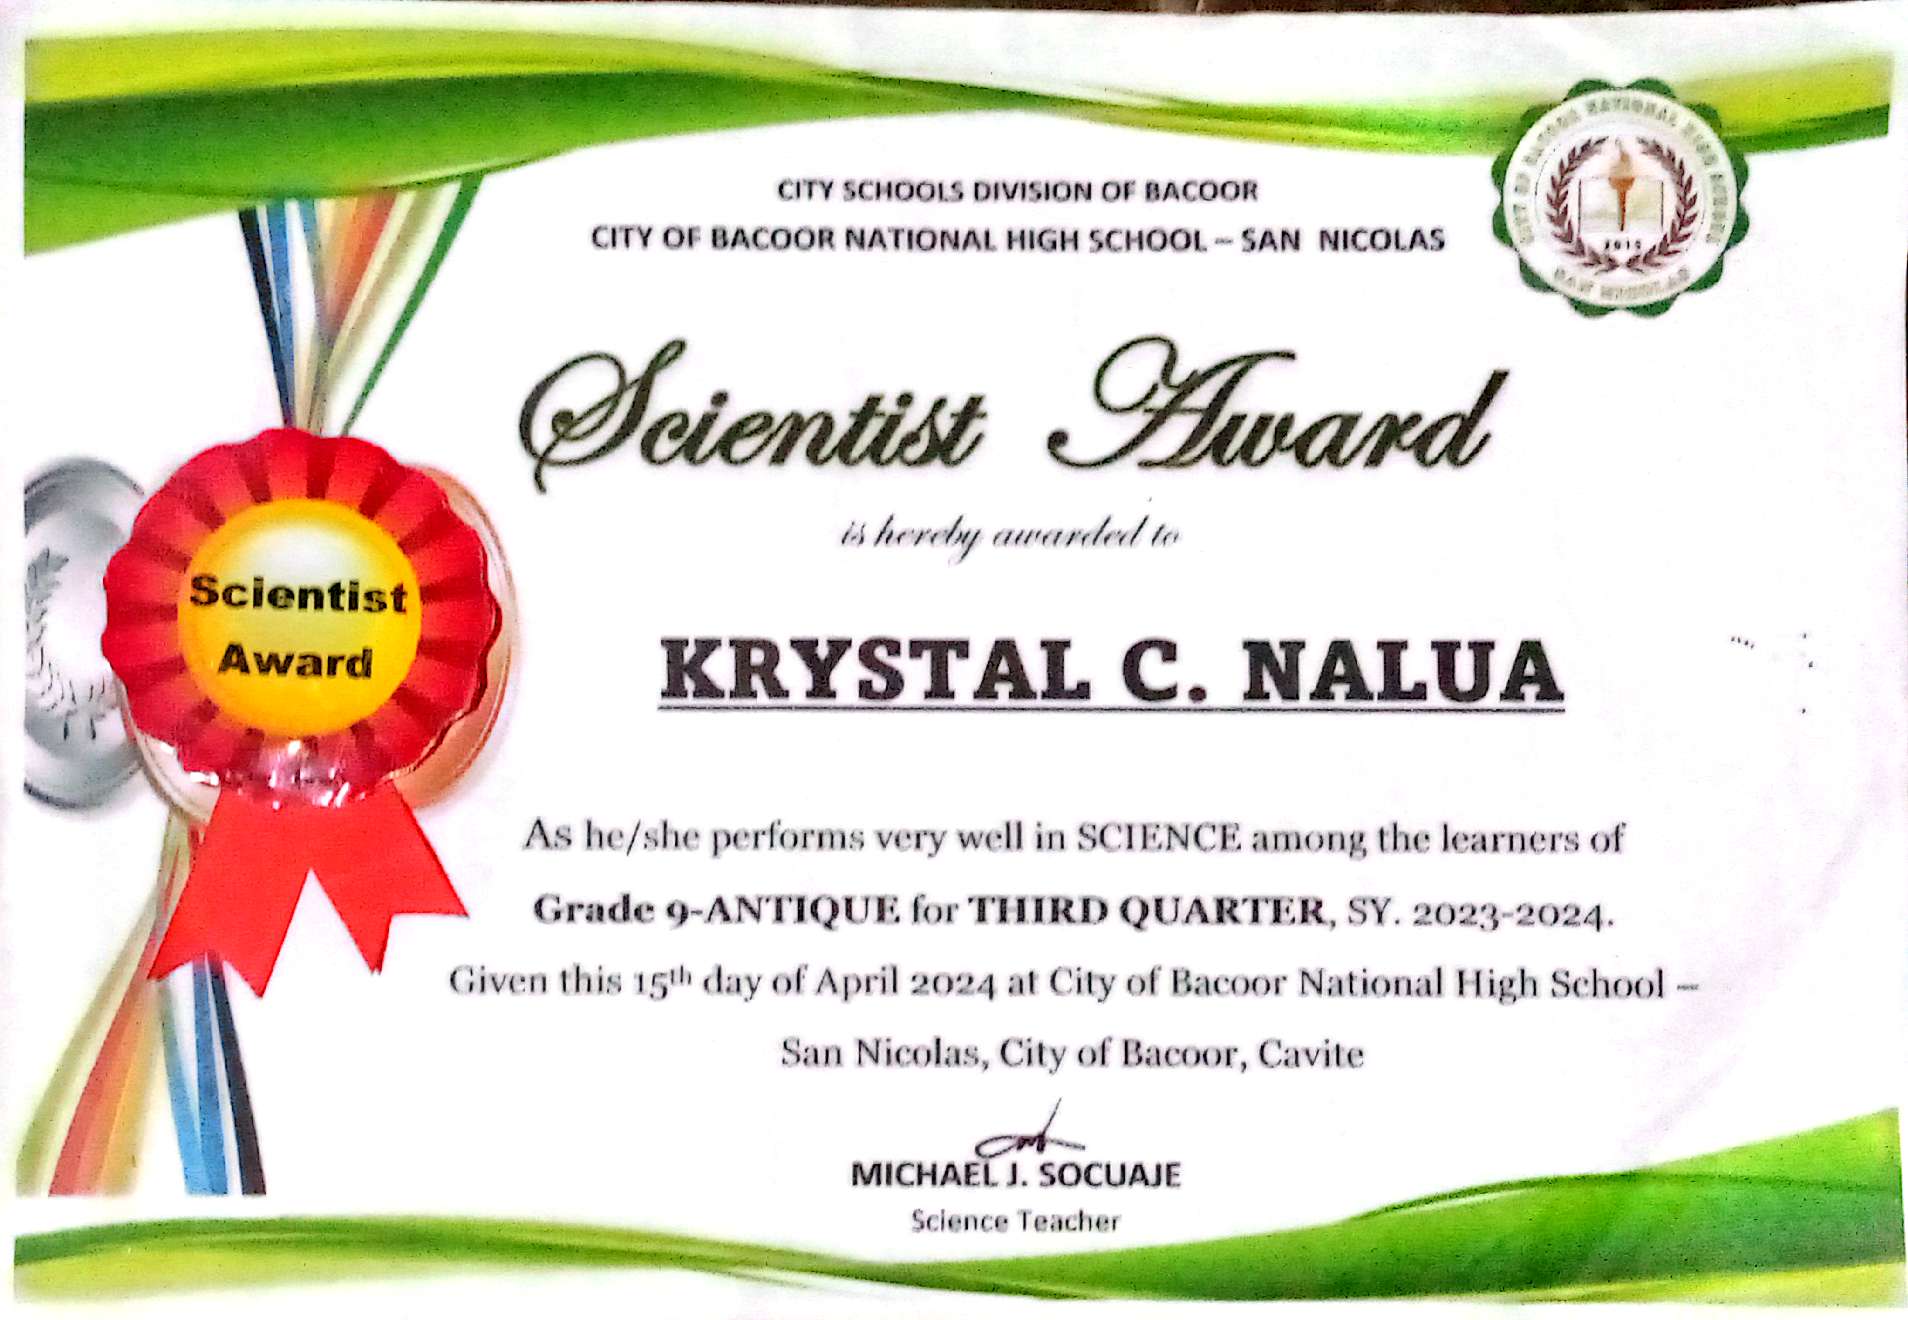 CITY OF BACOOR NATIONAL HIGH SCHOOL
2012
SAN NICOLAS
CITY SCHOOLS DIVISION OF BACOOR
CITY OF BACOOR NATIONAL HIGH SCHOOL – SAN NICOLAS
Scientist Award
is hereby awarded to
Scientist
Award
KRYSTAL C. NALUA
As he/she performs very well in SCIENCE among the learners of
Grade 9-ANTIQUE for THIRD QUARTER, SY. 2023-2024.
Given this 15th day of April 2024 at City of Bacoor National High School –
San Nicolas, City of Bacoor, Cavite
MICHAEL J. SOCUAJE
Science Teacher